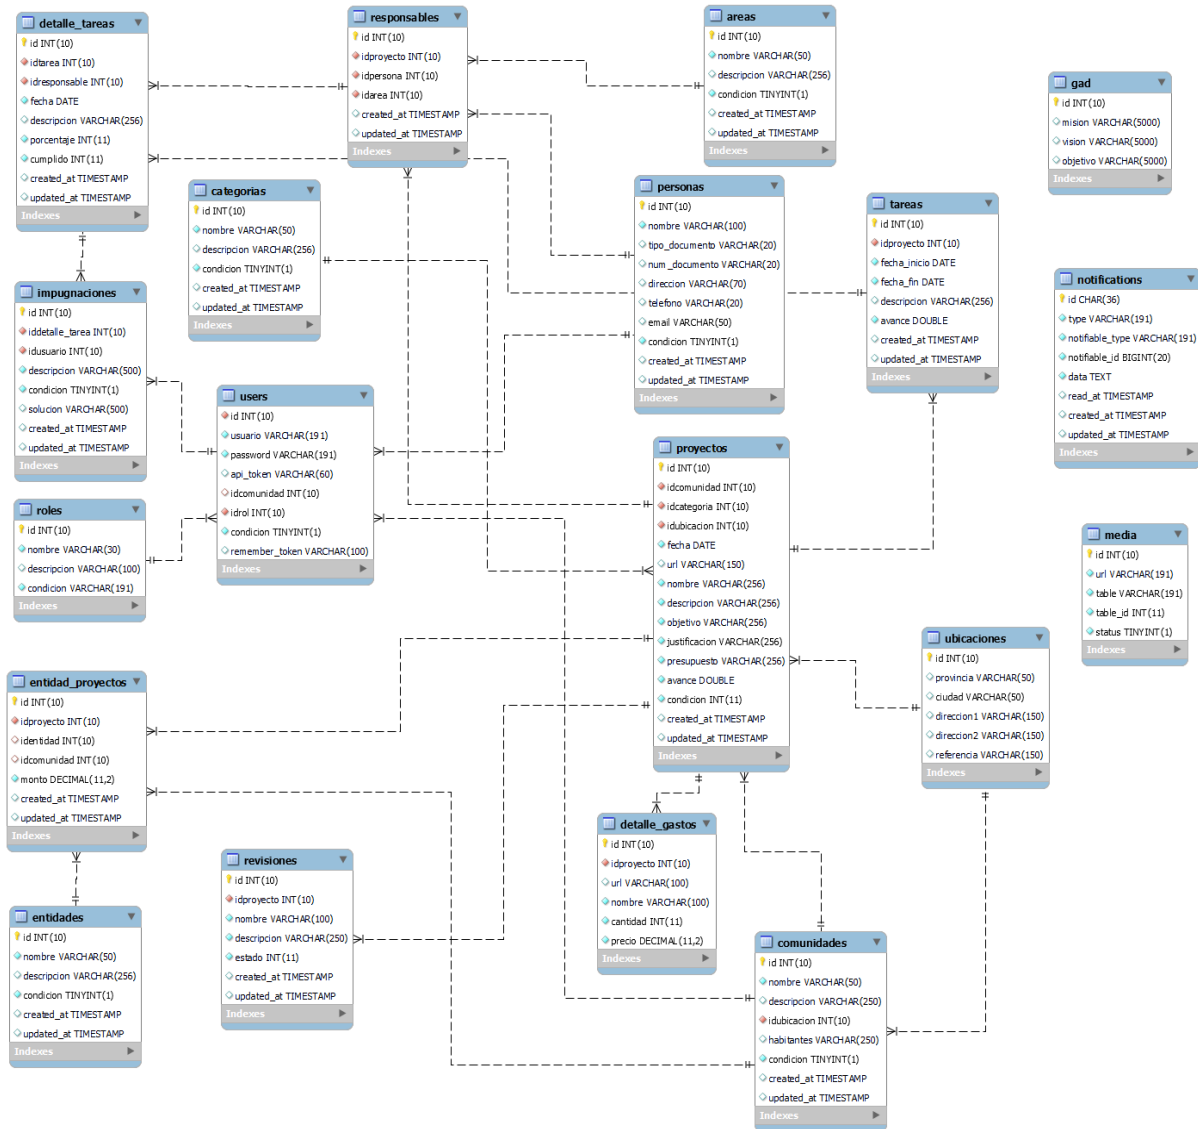 detalle_tareas
id INT(10)
idtarea INT(10)
idresponsable INT(10)
fecha DATE
descripcion VARCHAR(256)
porcentaje INT(11)
cumplido INT(11)
created_at TIMESTAMP
updated_at TIMESTAMP
Indexes
responsables
id INT(10)
idproyecto INT(10)
idpersona INT(10)
idarea INT(10)
created_at TIMESTAMP
updated_at TIMESTAMP
Indexes
areas
id INT(10)
nombre VARCHAR(50)
descripcion VARCHAR(256)
condicion TINYINT(1)
created_at TIMESTAMP
updated_at TIMESTAMP
Indexes
gad
id INT(10)
mision VARCHAR(5000)
vision VARCHAR(5000)
objetivo VARCHAR(5000)
Indexes
categorias
id INT(10)
nombre VARCHAR(50)
descripcion VARCHAR(256)
condicion TINYINT(1)
created_at TIMESTAMP
updated_at TIMESTAMP
Indexes
personas
id INT(10)
nombre VARCHAR(100)
tipo_documento VARCHAR(20)
num_documento VARCHAR(20)
direccion VARCHAR(70)
telefono VARCHAR(20)
email VARCHAR(50)
condicion TINYINT(1)
created_at TIMESTAMP
updated_at TIMESTAMP
Indexes
tareas
id INT(10)
idproyecto INT(10)
fecha_inicio DATE
fecha_fin DATE
descripcion VARCHAR(256)
avance DOUBLE
created_at TIMESTAMP
updated_at TIMESTAMP
Indexes
notifications
id CHAR(36)
type VARCHAR(191)
notifiable_type VARCHAR(191)
notifiable_id BIGINT(20)
data TEXT
read_at TIMESTAMP
created_at TIMESTAMP
updated_at TIMESTAMP
Indexes
impugnaciones
id INT(10)
iddetalle_tarea INT(10)
idusuario INT(10)
descripcion VARCHAR(500)
condicion TINYINT(1)
solucion VARCHAR(500)
created_at TIMESTAMP
updated_at TIMESTAMP
Indexes
users
id INT(10)
usuario VARCHAR(191)
password VARCHAR(191)
api_token VARCHAR(60)
idcomunidad INT(10)
idrol INT(10)
condicion TINYINT(1)
remember_token VARCHAR(100)
Indexes
proyectos
id INT(10)
idcomunidad INT(10)
idcategoria INT(10)
idubicacion INT(10)
fecha DATE
url VARCHAR(150)
nombre VARCHAR(256)
descripcion VARCHAR(256)
objetivo VARCHAR(256)
justificacion VARCHAR(256)
presupuesto VARCHAR(256)
avance DOUBLE
condicion INT(11)
created_at TIMESTAMP
updated_at TIMESTAMP
Indexes
roles
id INT(10)
nombre VARCHAR(30)
descripcion VARCHAR(100)
condicion VARCHAR(191)
Indexes
media
id INT(10)
url VARCHAR(191)
table VARCHAR(191)
table_id INT(11)
status TINYINT(1)
Indexes
ubicaciones
id INT(10)
provincia VARCHAR(50)
ciudad VARCHAR(50)
direccion1 VARCHAR(150)
direccion2 VARCHAR(150)
referencia VARCHAR(150)
Indexes
entidad_proyectos
id INT(10)
idproyecto INT(10)
identidad INT(10)
idcomunidad INT(10)
monto DECIMAL(11,2)
created_at TIMESTAMP
updated_at TIMESTAMP
Indexes
detalle_gastos
id INT(10)
idproyecto INT(10)
url VARCHAR(100)
nombre VARCHAR(100)
cantidad INT(11)
precio DECIMAL(11,2)
Indexes
revisiones
id INT(10)
idproyecto INT(10)
nombre VARCHAR(100)
descripcion VARCHAR(250)
estado INT(11)
created_at TIMESTAMP
updated_at TIMESTAMP
Indexes
entidades
id INT(10)
nombre VARCHAR(50)
descripcion VARCHAR(256)
condicion TINYINT(1)
created_at TIMESTAMP
updated_at TIMESTAMP
Indexes
comunidades
id INT(10)
nombre VARCHAR(50)
descripcion VARCHAR(250)
idubicacion INT(10)
habitantes VARCHAR(250)
condicion TINYINT(1)
created_at TIMESTAMP
updated_at TIMESTAMP
Indexes